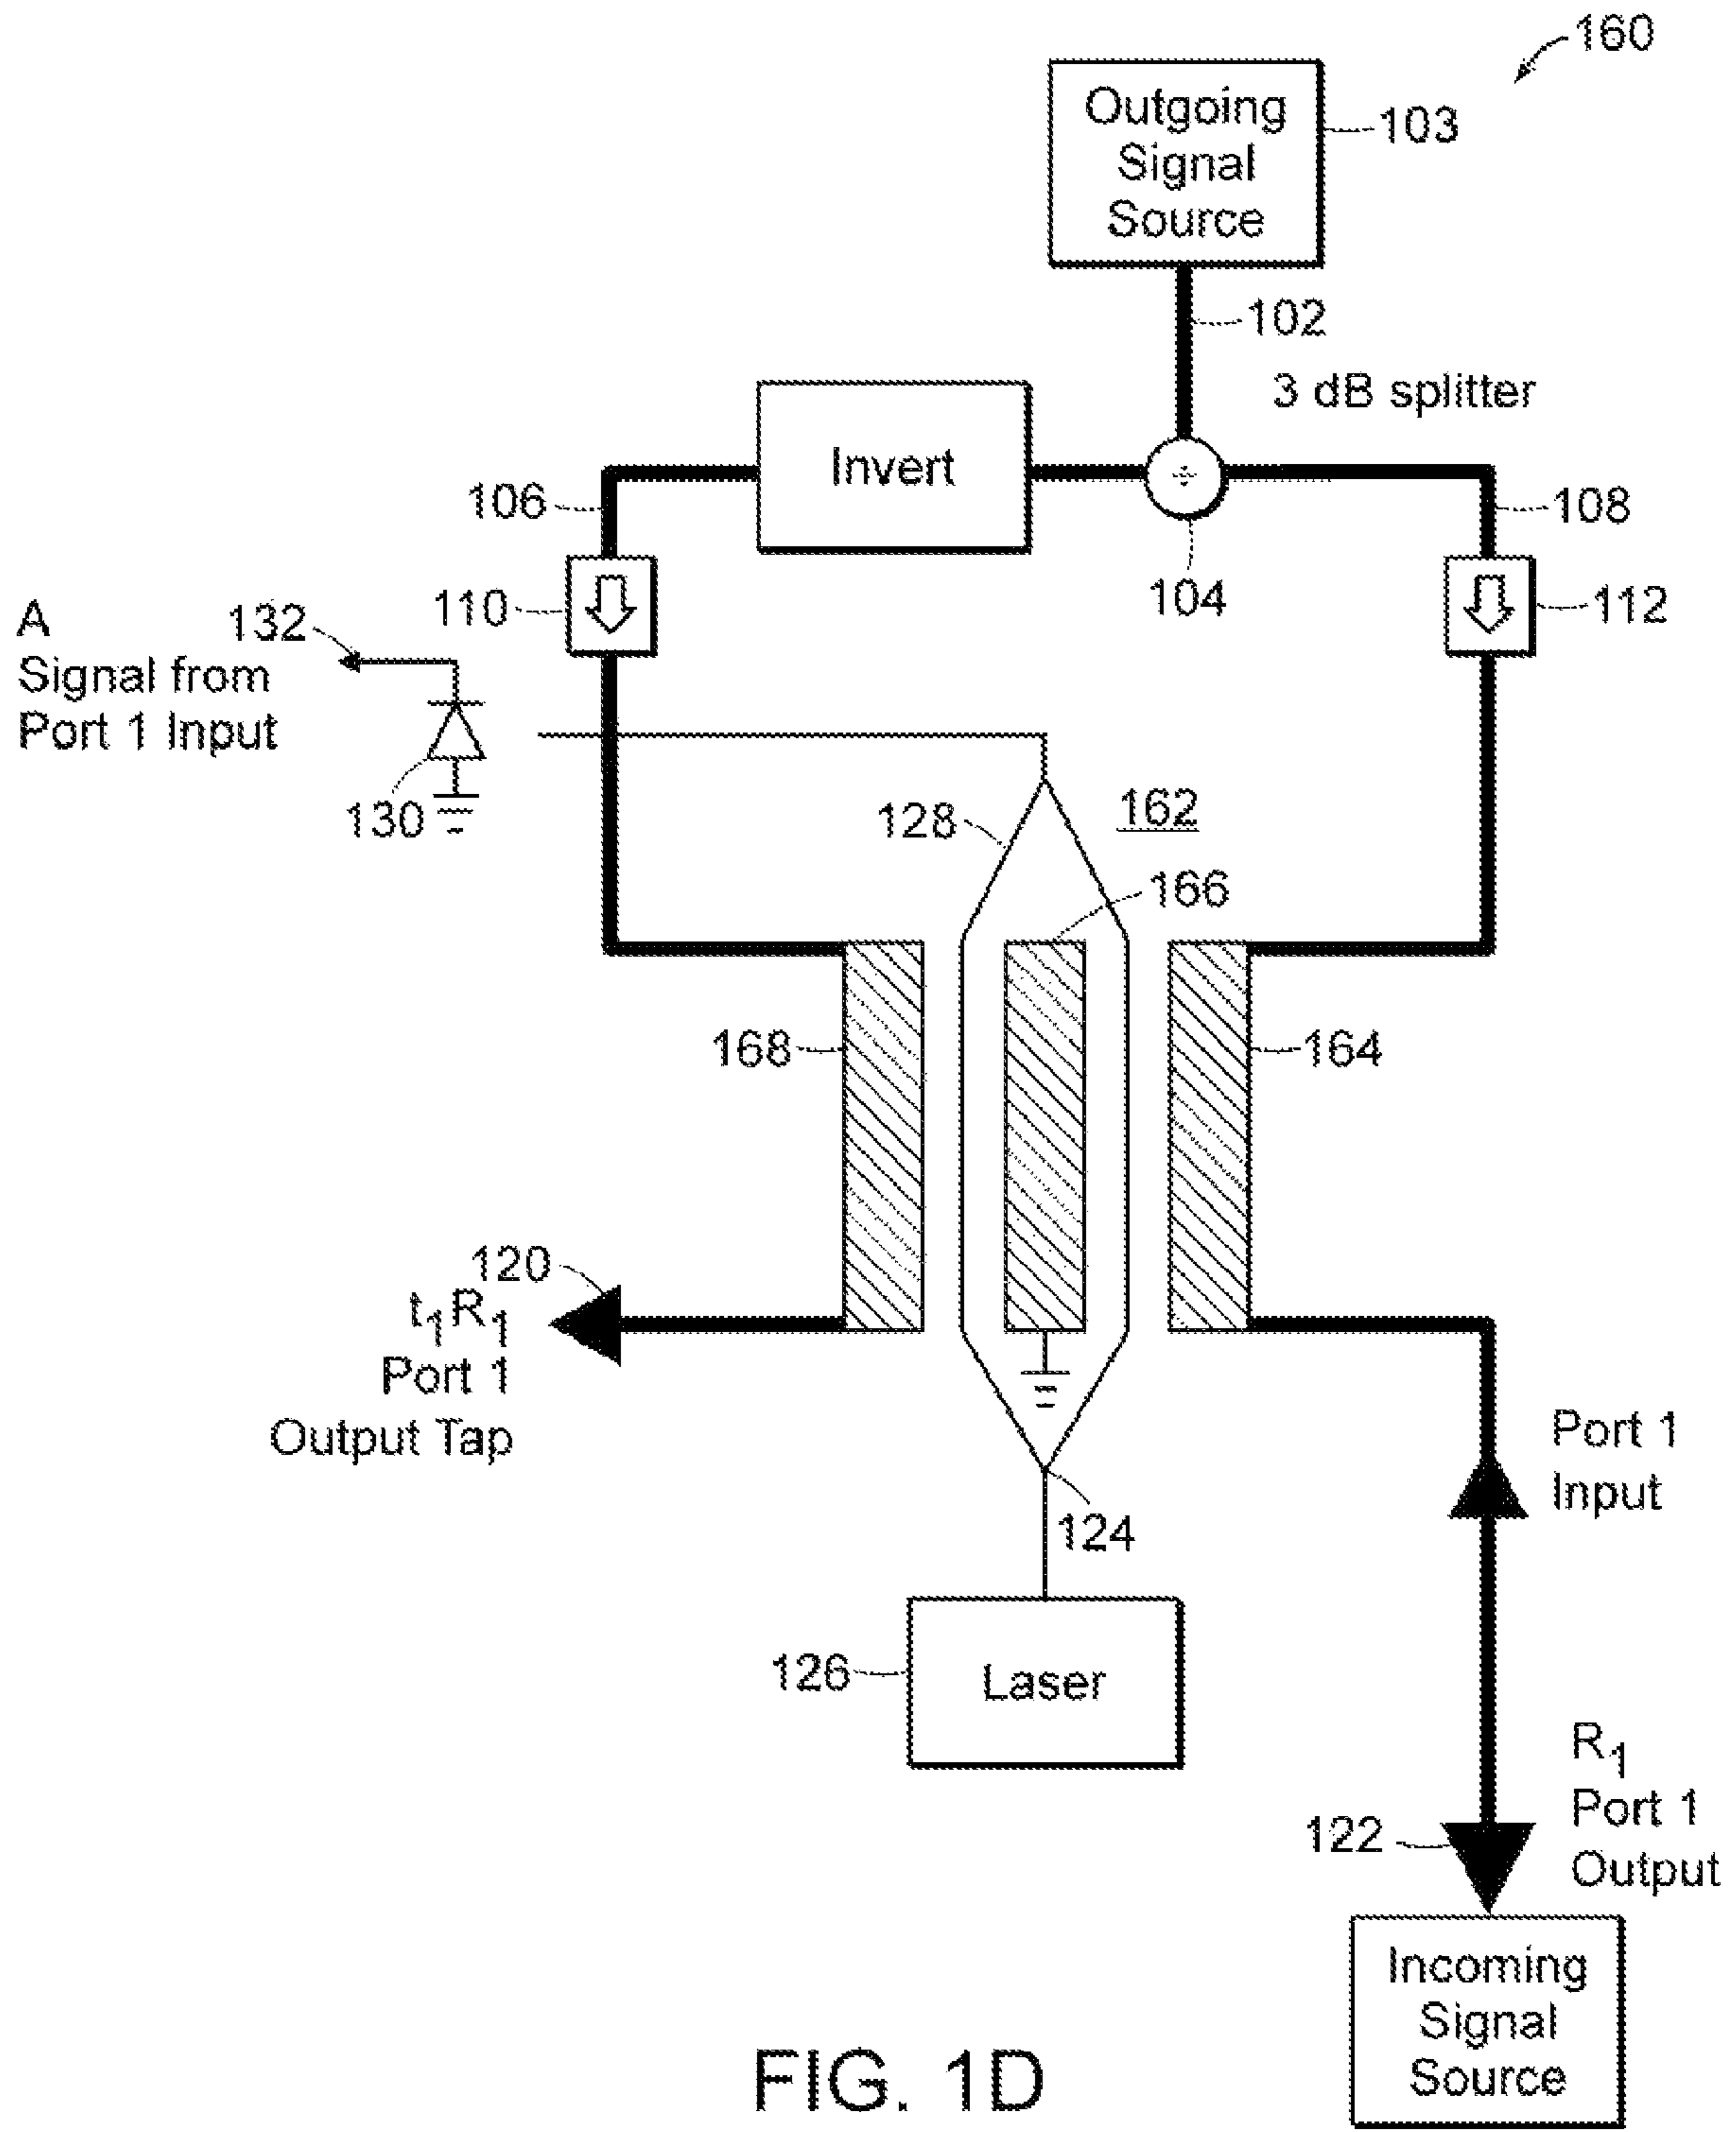 160
Outgoing
Signal
Source
103
102
3 dB splitter
Invert
106
108
104
110
112
A
132
Signal from
Port 1 Input
130
128
162
166
168
164
120
t1R1
Port 1
Output Tap
124
Port 1
Input
126
Laser
R1
Port 1
Output
122
Incoming
Signal
Source
FIG. 1D